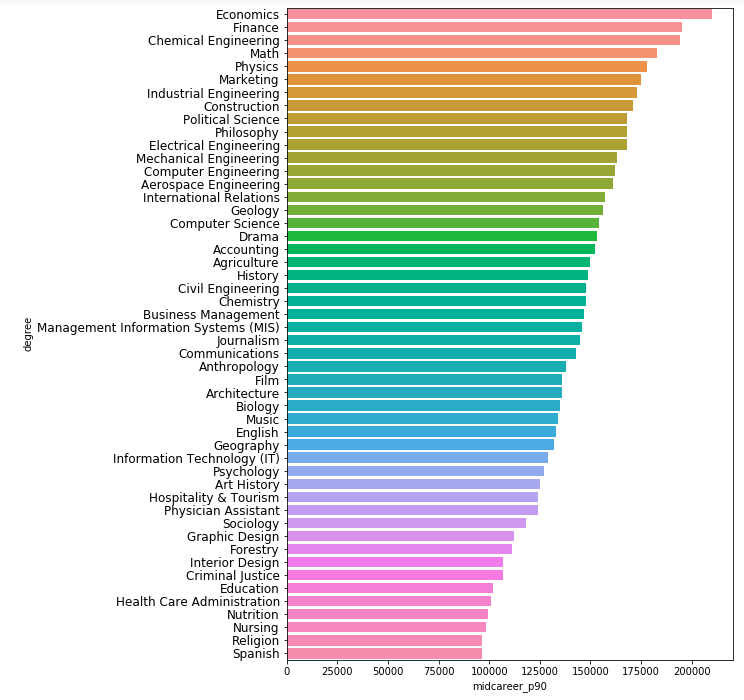 Economics
Finance
Chemical Engineering
Math
Physics
Marketing
Industrial Engineering
Construction
Political Science
Philosophy
Electrical Engineering
Mechanical Engineering
Computer Engineering
Aerospace Engineering
International Relations
Geology
Computer Science
Drama
Accounting
Agriculture
History
Civil Engineering
Chemistry
Business Management
Management Information Systems (MIS)
Journalism
Communications
Anthropology
Film
Architecture
Biology
Music
English
Geography
Information Technology (IT)
Psychology
Art History
Hospitality & Tourism
Physician Assistant
Sociology
Graphic Design
Forestry
Interior Design
Criminal Justice
Education
Health Care Administration
Nutrition
Nursing
Religion
Spanish
degree
0 25000 50000 75000 100000 125000 150000 175000 200000
midcareer_p90